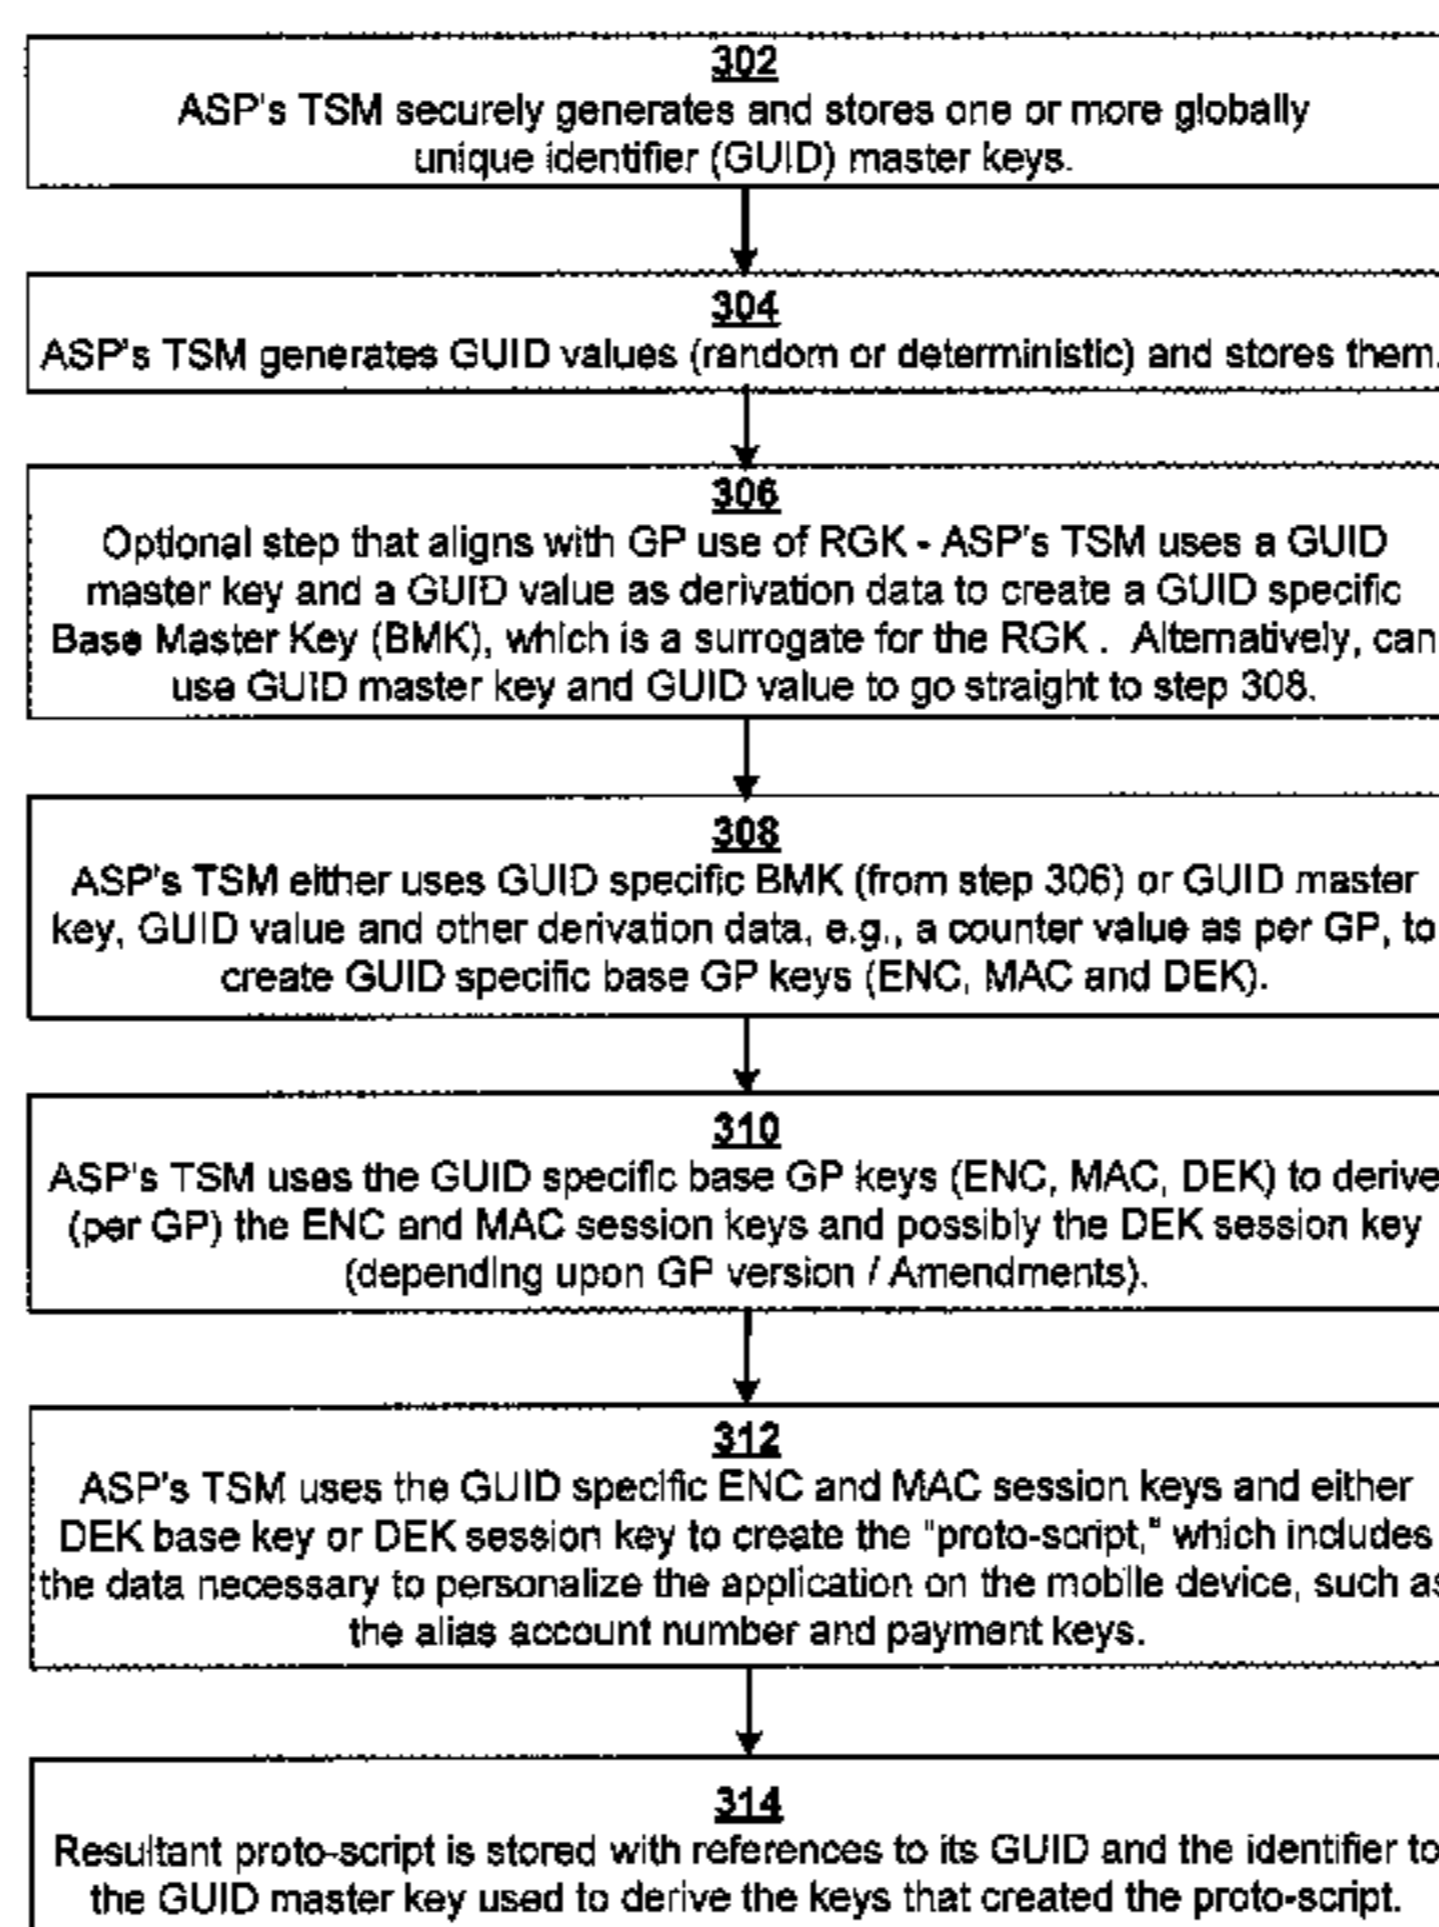 302
ASP's TSM securely generates and stores one or more globally
unique identifier (GUID) master keys.
304
ASP's TSM generates GUID values (random or deterministic) and stores them.
306
Optional step that aligns with GP use of RGK - ASP's TSM uses a GUID
master key and a GUID value as derivation data to create a GUID specific
Base Master Key (BMK), which is a surrogate for the RGK . Alternatively, can
use GUID master key and GUID value to go straight to step 308.
308
ASP's TSM either uses GUID specific BMK (from step 306) or GUID master
key, GUID value and other derivation data, e.g., a counter value as per GP, to
create GUID specific base GP keys (ENC, MAC and DEK).
310
ASP's TSM uses the GUID specific base GP keys (ENC, MAC, DEK) to derive
(per GP) the ENC and MAC session keys and possibly the DEK session key
(depending upon GP version / Amendments).
312
ASP's TSM uses the GUID specific ENC and MAC session keys and either
DEK base key or DEK session key to create the "proto-script," which includes
the data necessary to personalize the application on the mobile device, such as
the alias account number and payment keys.
314
Resultant proto-script is stored with references to its GUID and the identifier to
the GUID master key used to derive the keys that created the proto-script.